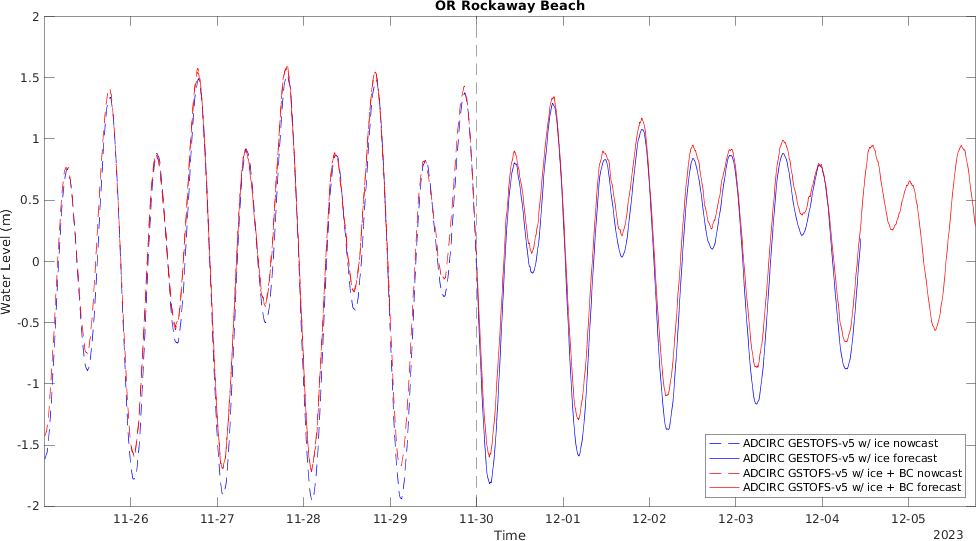 OR Rockaway Beach
2
1.5
1
0.5
0
-0.5
-1
-1.5
-2
Water Level (m)
ADCIRC GESTOFS-v5 w/ ice nowcast
ADCIRC GESTOFS-v5 w/ ice forecast
ADCIRC GSTOFS-v5 w/ ice + BC nowcast
ADCIRC GSTOFS-v5 w/ ice + BC forecast
11-26 11-27 11-28 11-29 11-30 12-01 12-02 12-03 12-04 12-05
Time
2023